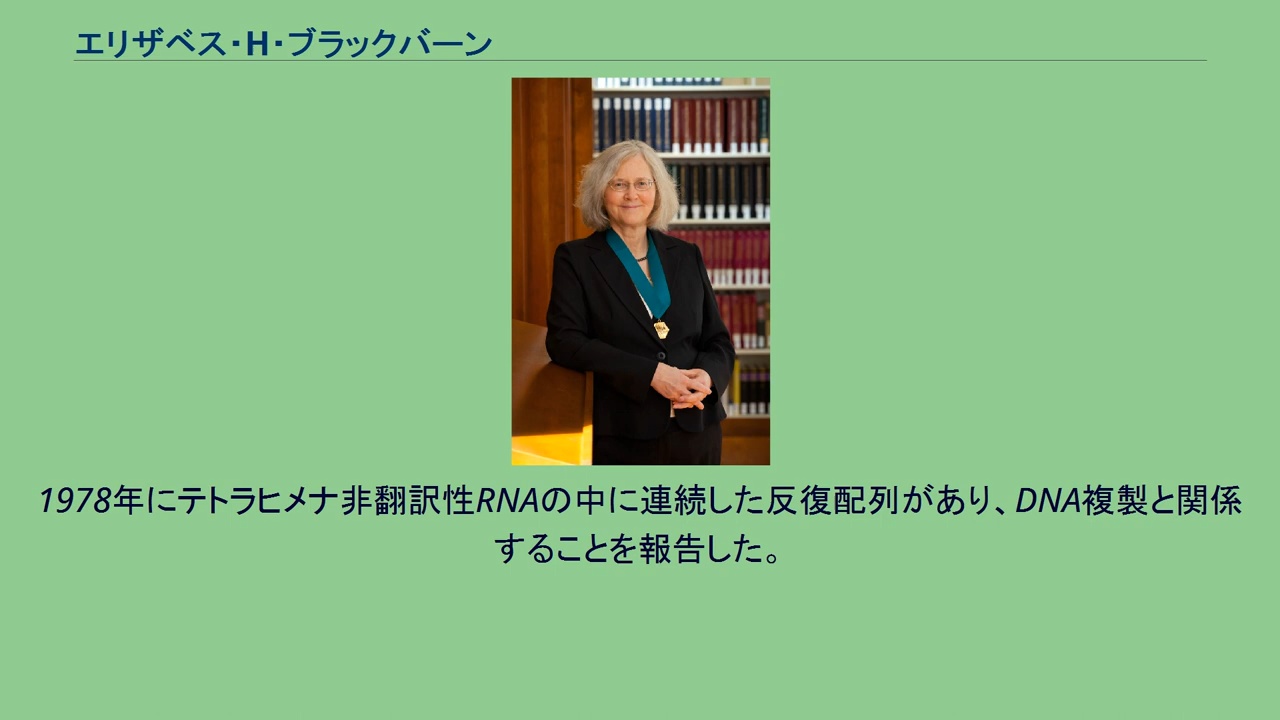 エリザベス・H・ブラックバーン
1978年にテトラヒメナ非翻訳性RNAの中に連続した反復配列があり、DNA複製と関係
することを報告した。